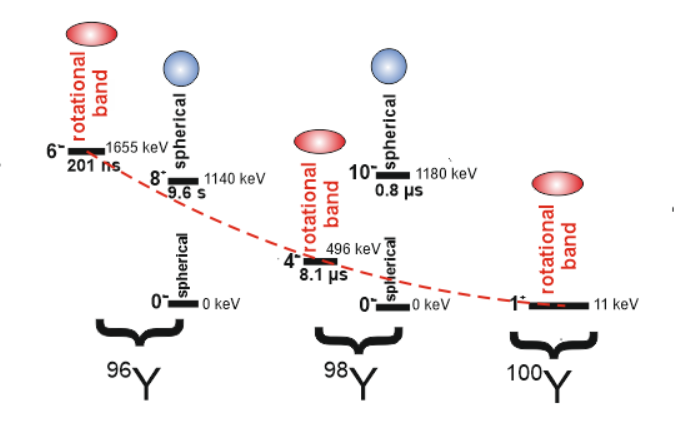 rotational
band
6⁻
1655 keV
201 ns
spherical
8⁺
1140 keV
9.6 s
spherical
0⁻
0 keV
⁹⁶Y
rotational
band
4⁻
496 keV
8.1 µs
spherical
10⁻
1180 keV
0.8 µs
spherical
0⁻
0 keV
⁹⁸Y
rotational
band
1⁺
11 keV
¹⁰⁰Y